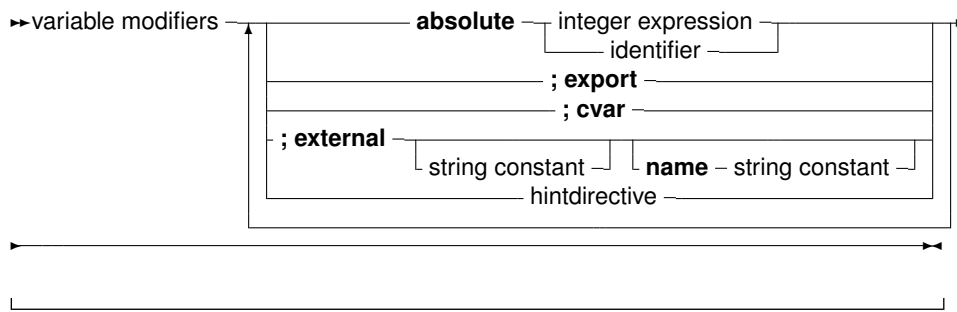 variable modifiers absolute integer expression
identifier
; export
; cvar
; external
string constant name string constant
hintdirective